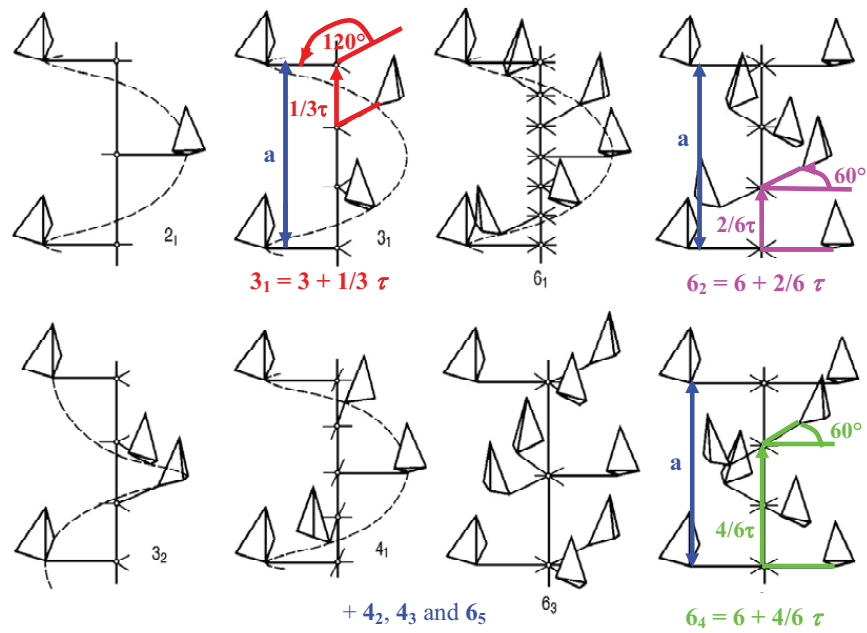 120°
1/3τ
a
2₁
3₁
6₁
a
60°
2/6τ
3₁ = 3 + 1/3 τ
6₂ = 6 + 2/6 τ
60°
a
4/6τ
3₂
4₁
6₃
+ 4₂, 4₃ and 6₅
6₄ = 6 + 4/6 τ